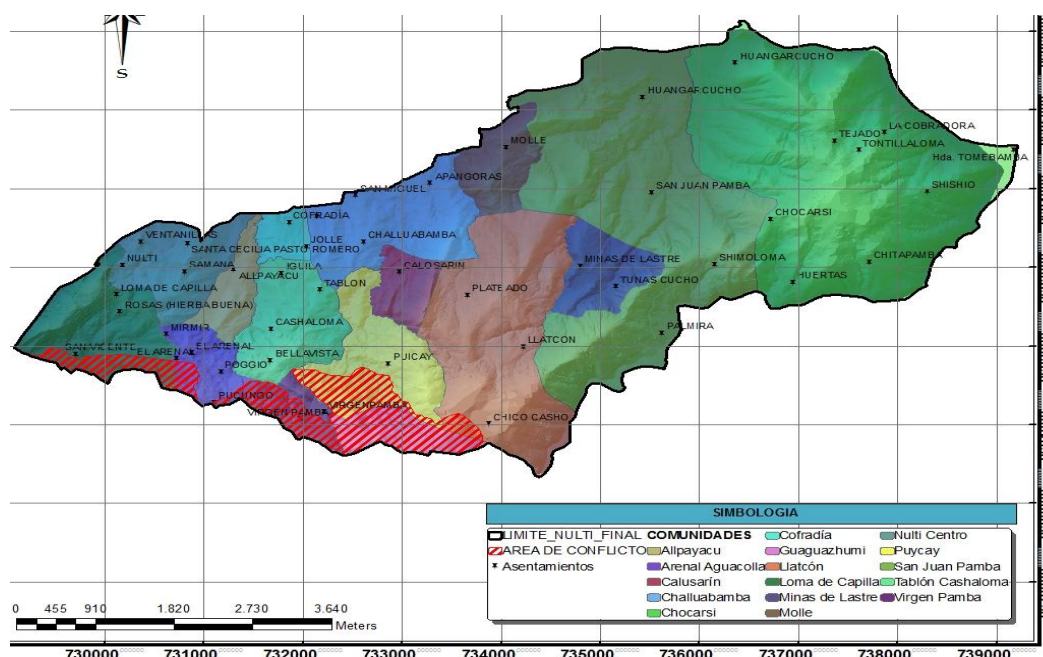 S
HUANGARCUCHO
HUANGARCUCHO
LA COBRADORA
TEJADO
TONTILLALOMA
MOLLE
Hda. TOMEBAMBA
APANGORAS
SAN MIGUEL
SAN JUAN PAMBA
SHISHIO
COFRADÍA
CHOCARSI
VENTANILLAS
SANTA CECILIA PASTO ROMERO
JOLLE
CHALLUABAMBA
NULTI
SAMANA
ALLPAYACU
IGUILA
CALOSARIN
MINAS DE LASTRE
SHIMOLOMA
CHITAPAMBA
LOMA DE CAPILLA
TABLON
PLATEADO
TUNAS CUCHO
HUERTAS
ROSAS (HIERBABUENA)
MIRMIR
CASHALOMA
PALMIRA
SAN VICENTE
EL ARENAL
EL ARENAL
BELLAVISTA
PUCAY
LLATCON
POGGIO
PUCUNGO
VIRGEN PAMBA
VIRGENPAMBA
CHICO CASHO
SIMBOLOGIA
LIMITE_NULTI_FINAL
AREA DE CONFLICTO
Asentamientos
COMUNIDADES
Allpayacu
Arenal Aguacolla
Calusarín
Challuabamba
Chocarsi
Cofradía
Guaguazhumi
Llatcón
Loma de Capilla
Minas de Lastre
Molle
Nulti Centro
Puycay
San Juan Pamba
Tablón Cashaloma
Virgen Pamba
0 455 910 1.820 2.730 3.640
Meters
730000 731000 732000 733000 734000 735000 736000 737000 738000 739000